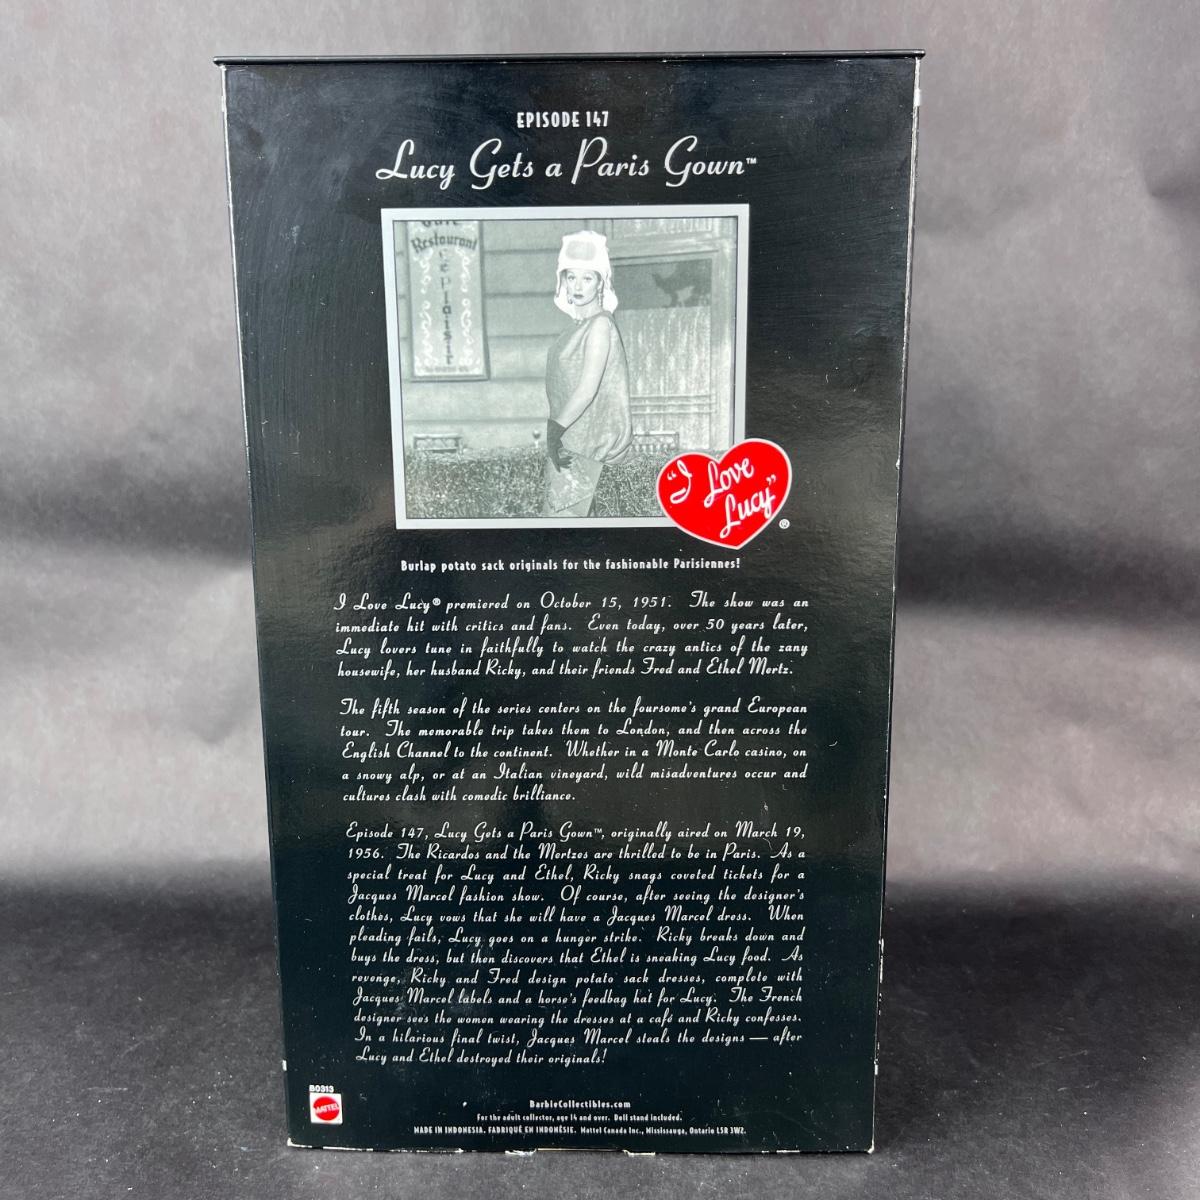 EPISODE 147
Lucy Gets a Paris Gown™
Cafe
Restaurant
Le Plaisir
"I
Love
Lucy"
®
Burlap potato sack originals for the fashionable Parisiennes!
I Love Lucy® premiered on October 15, 1951. The show was an
immediate hit with critics and fans. Even today, over 50 years later,
Lucy lovers tune in faithfully to watch the crazy antics of the zany
housewife, her husband Ricky, and their friends Fred and Ethel Mertz.
The fifth season of the series centers on the foursome's grand European
tour. The memorable trip takes them to London, and then across the
English Channel to the continent. Whether in a Monte Carlo casino, on
a snowy alp, or at an Italian vineyard, wild misadventures occur and
cultures clash with comedic brilliance.
Episode 147, Lucy Gets a Paris Gown™, originally aired on March 19,
1956. The Ricardos and the Mertzes are thrilled to be in Paris. As a
special treat for Lucy and Ethel, Ricky snags coveted tickets for a
Jacques Marcel fashion show. Of course, after seeing the designer's
clothes, Lucy vows that she will have a Jacques Marcel dress. When
pleading fails, Lucy goes on a hunger strike. Ricky breaks down and
buys the dress, but then discovers that Ethel is sneaking Lucy food. As
revenge, Ricky and Fred design potato sack dresses, complete with
Jacques Marcel labels and a horse's feedbag hat for Lucy. The French
designer sees the women wearing the dresses at a café and Ricky confesses.
In a hilarious final twist, Jacques Marcel steals the designs — after
Lucy and Ethel destroyed their originals!
B0313
MATTEL
BarbieCollectibles.com
For the adult collector, age 14 and over. Doll stand included.
MADE IN INDONESIA. FABRIQUÉ EN INDONÉSIE. Mattel Canada Inc., Mississauga, Ontario L5R 3W2.